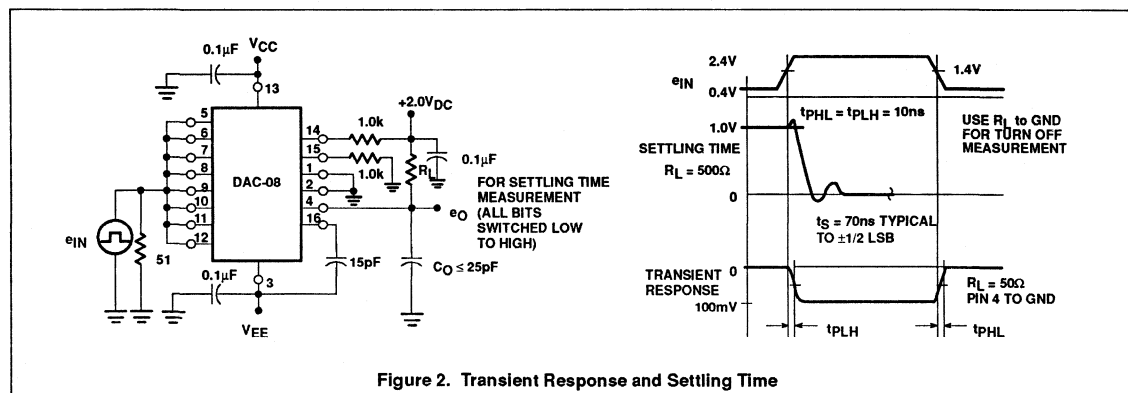 0.1μF
VCC
13
5
6
7
8
9
10
11
12
DAC-08
14
15
1
2
4
16
3
1.0k
1.0k
+2.0VDC
RL
0.1μF
FOR SETTLING TIME
MEASUREMENT
(ALL BITS
SWITCHED LOW
TO HIGH)
eO
eIN
51
0.1μF
15pF
CO ≤ 25pF
VEE
2.4V
eIN
0.4V
1.4V
tPHL = tPLH = 10ns
USE RL to GND
FOR TURN OFF
MEASUREMENT
1.0V
SETTLING TIME
RL = 500Ω
0
tS = 70ns TYPICAL
TO ±1/2 LSB
0
TRANSIENT
RESPONSE
100mV
RL = 50Ω
PIN 4 TO GND
tPLH
tPHL
Figure 2. Transient Response and Settling Time